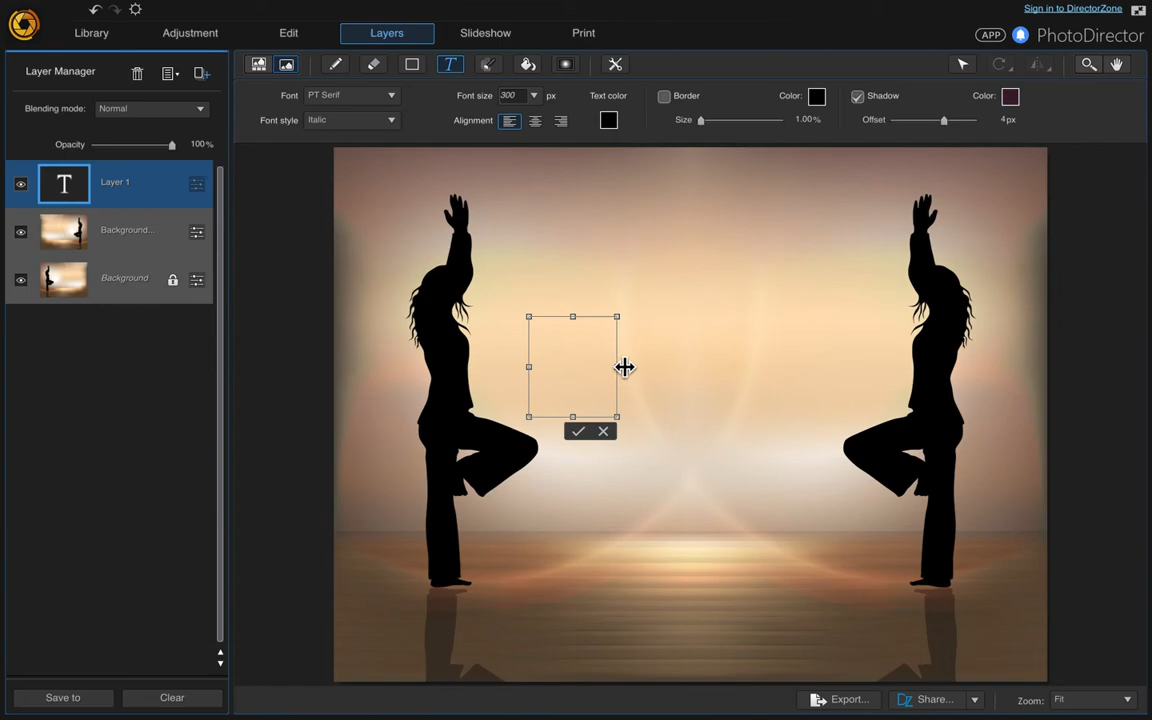 Sign in to DirectorZone
Library
Adjustment
Edit
Layers
Slideshow
Print
APP
PhotoDirector
Layer Manager
T
Font
PT Serif
Font size
300
px
Text color
Border
Color:
Shadow
Color:
Blending mode:
Normal
Font style
Italic
Alignment
Size
1.00%
Offset
4px
Opacity
100%
T
Layer 1
Background...
Background
Save to
Clear
Export...
Dz
Share...
Zoom:
Fit